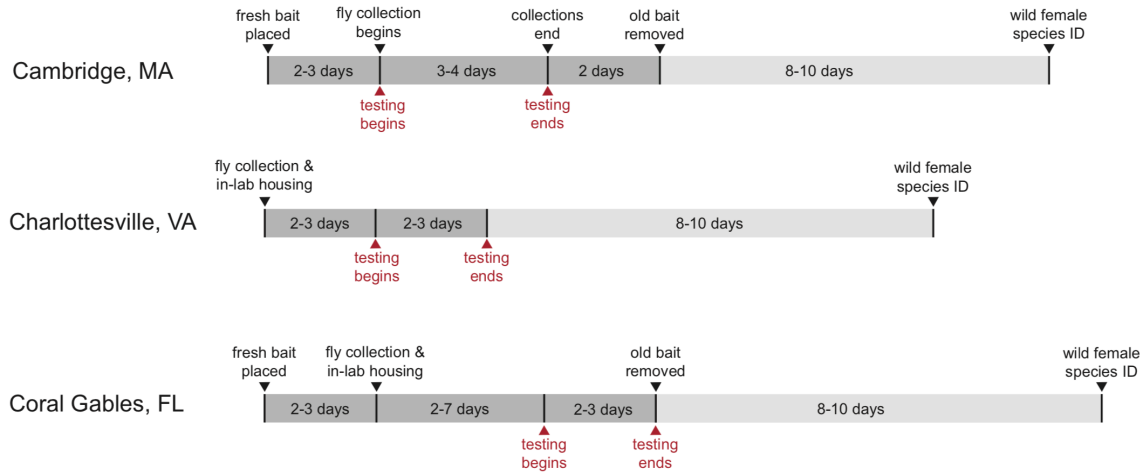 fresh bait
placed
fly collection
begins
collections
end
old bait
removed
wild female
species ID
Cambridge, MA
2-3 days
3-4 days
2 days
8-10 days
testing
begins
testing
ends
fly collection &
in-lab housing
wild female
species ID
Charlottesville, VA
2-3 days
2-3 days
8-10 days
testing
begins
testing
ends
fresh bait
placed
fly collection &
in-lab housing
old bait
removed
wild female
species ID
Coral Gables, FL
2-3 days
2-7 days
2-3 days
8-10 days
testing
begins
testing
ends